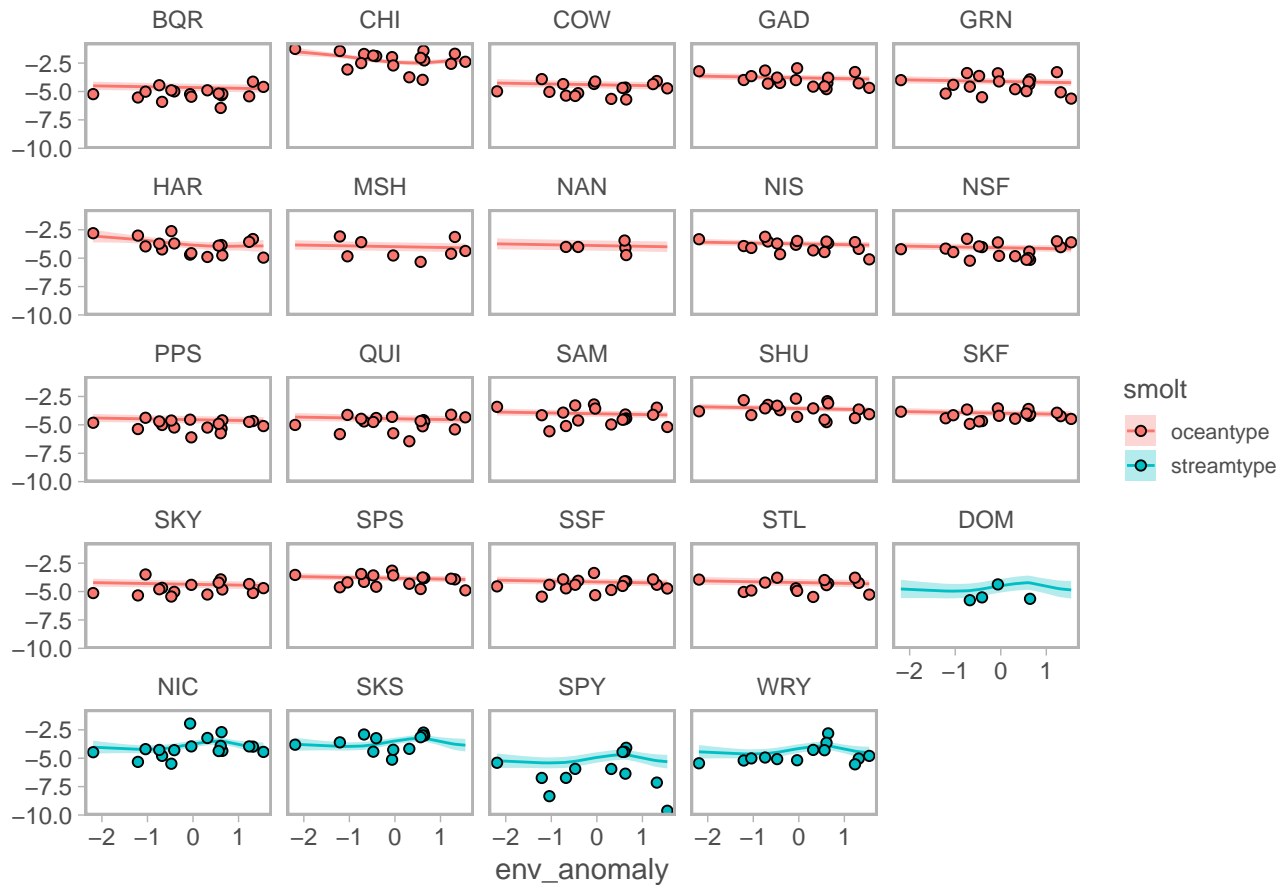 BQR CHI COW GAD GRN
−2.5
−5.0
−7.5
−10.0
HAR MSH NAN NIS NSF
−2.5
−5.0
−7.5
−10.0
PPS QUI SAM SHU SKF
−2.5
−5.0
−7.5
−10.0
SKY SPS SSF STL DOM
−2.5
−5.0
−7.5
−10.0
−2 −1 0 1
NIC SKS SPY WRY
−2.5
−5.0
−7.5
−10.0
−2 −1 0 1 −2 −1 0 1 −2 −1 0 1 −2 −1 0 1
env_anomaly
smolt
oceantype
streamtype